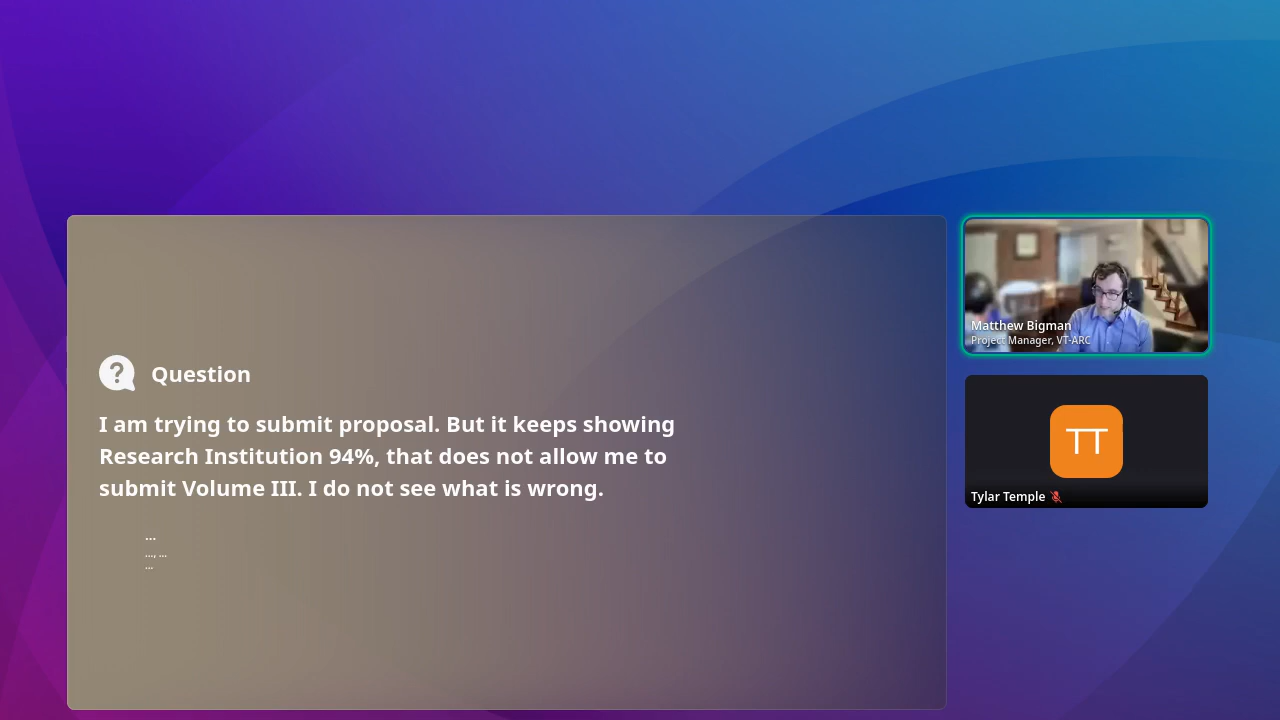 Question
I am trying to submit proposal. But it keeps showing
Research Institution 94%, that does not allow me to
submit Volume III. I do not see what is wrong.
...
..., ...
...
Matthew Bigman
Project Manager, VT-ARC
TT
Tylar Temple